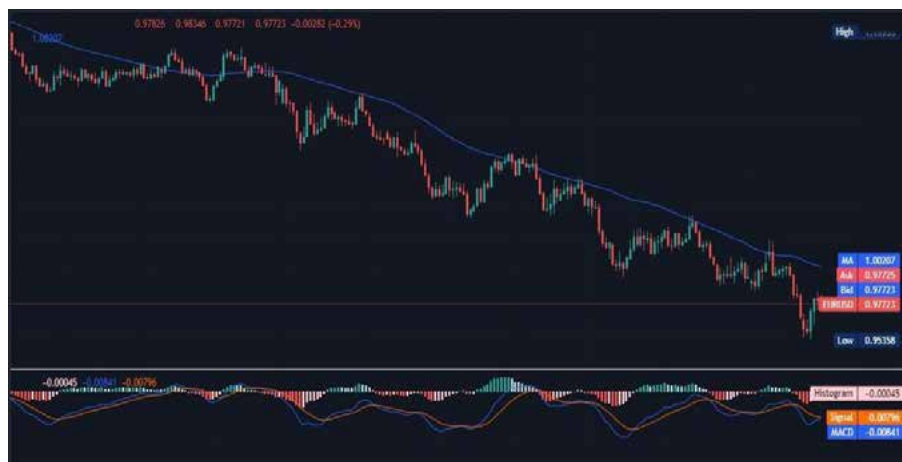 0.97826 0.98346 0.97721 0.97723 -0.00282 (-0.29%)
1.00207
High
MA 1.00207
Ask 0.97725
Bid 0.97723
EURUSD 0.97723
Low 0.95358
-0.00045 -0.00841 -0.00796
Histogram -0.00045
Signal -0.00796
MACD -0.00841